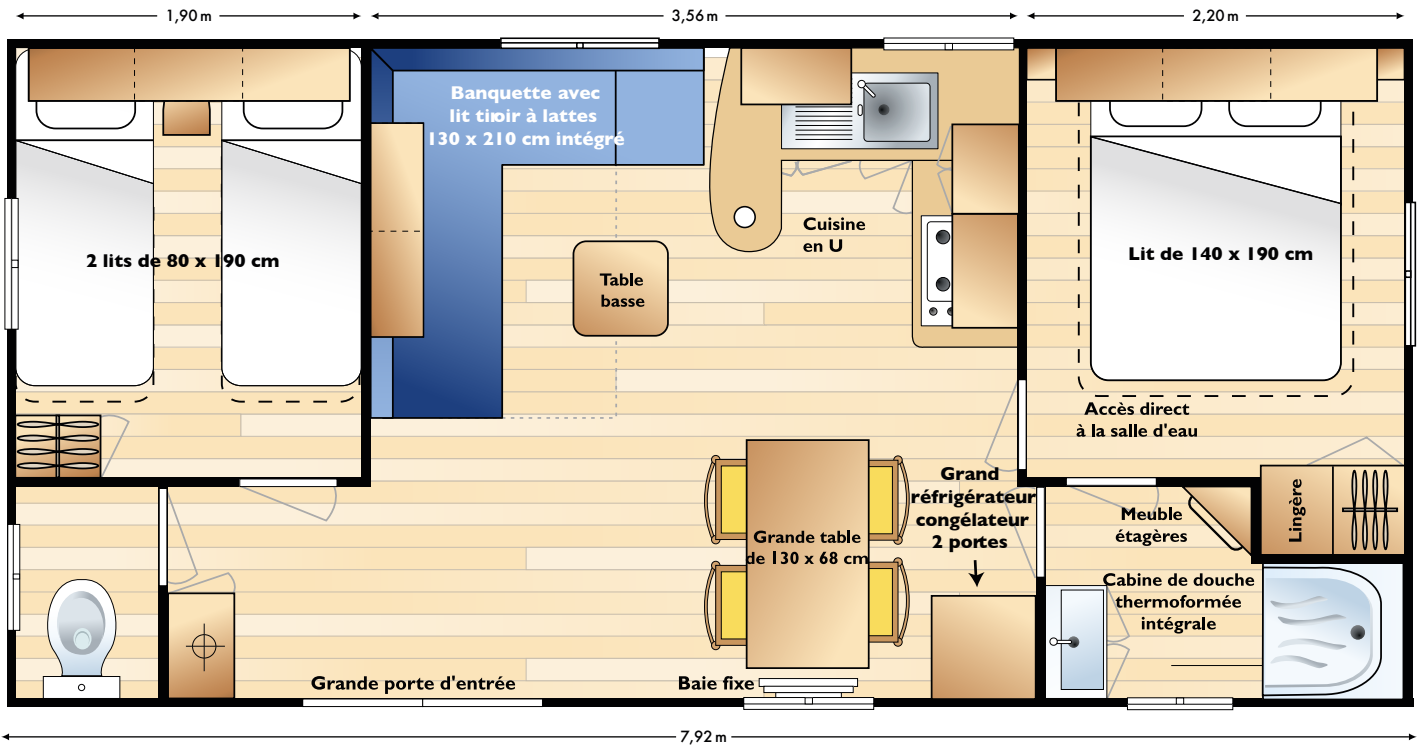 1,90 m
3,56 m
2,20 m
Banquette avec
lit tiroir à lattes
130 x 210 cm intégré
Cuisine
en U
2 lits de 80 x 190 cm
Table
basse
Lit de 140 x 190 cm
Accès direct
à la salle d'eau
Grand
réfrigérateur
congélateur
2 portes
Grande table
de 130 x 68 cm
Meuble
étagères
Lingère
Cabine de douche
thermoformée
intégrale
Grande porte d'entrée
Baie fixe
7,92 m